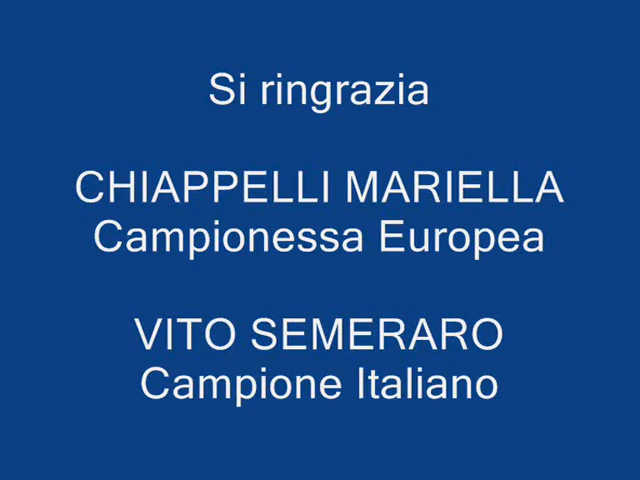 Si ringrazia
CHIAPPELLI MARIELLA
Campionessa Europea
VITO SEMERARO
Campione Italiano